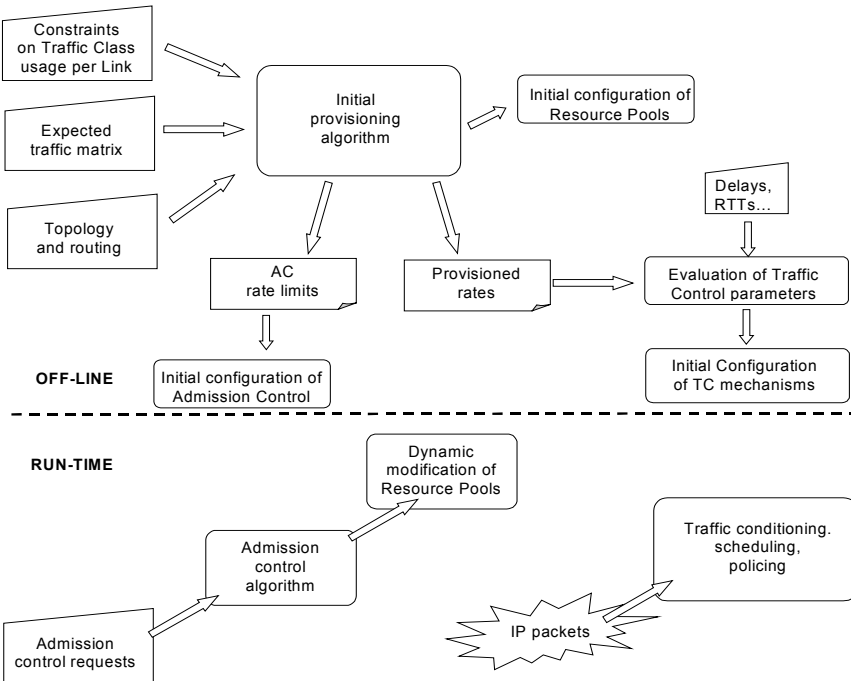 Constraints
on Traffic Class
usage per Link
Initial
provisioning
algorithm
Initial configuration of
Resource Pools
Expected
traffic matrix
Delays,
RTTs...
Topology
and routing
AC
rate limits
Provisioned
rates
Evaluation of Traffic
Control parameters
OFF-LINE
Initial configuration of
Admission Control
Initial Configuration
of TC mechanisms
RUN-TIME
Dynamic
modification of
Resource Pools
Admission
control
algorithm
Traffic conditioning.
scheduling,
policing
Admission
control requests
IP packets